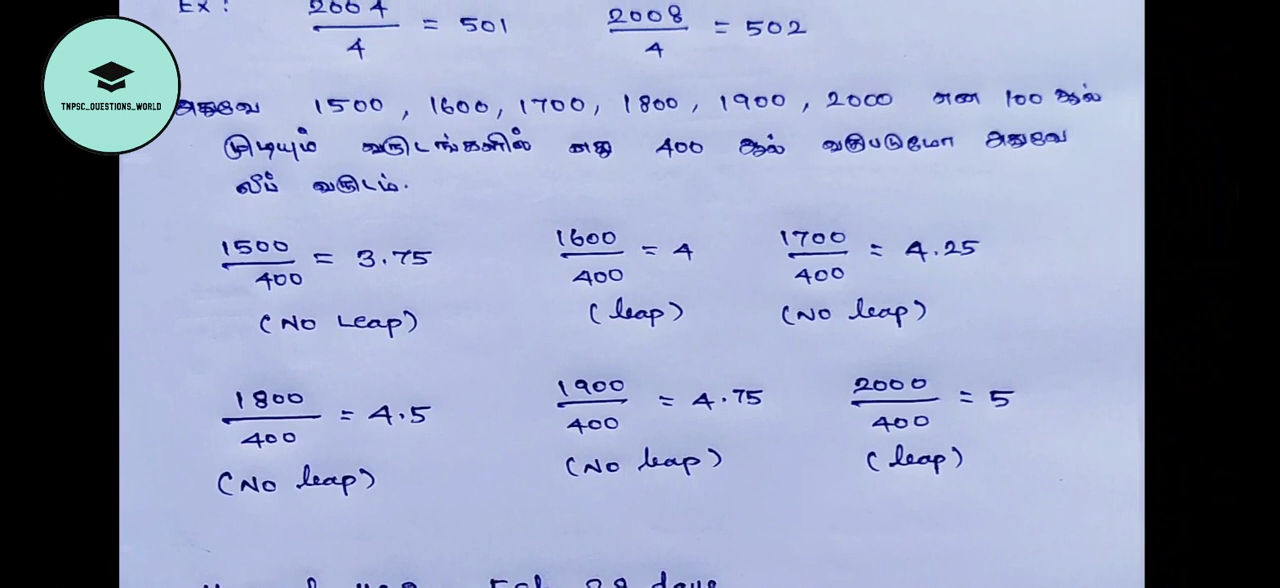 Ex :
2004/4 = 501    2008/4 = 502
TNPSC_QUESTIONS_WORLD
அதுவே 1500 , 1600, 1700, 1800, 1900 , 2000 என 100 ஆல்
முடியும் வருடங்களில் எது 400 ஆல் வகுபடுமோ அதுவே
லீப் வருடம்.
1500/400 = 3.75    1600/400 = 4    1700/400 = 4.25
(No Leap)    (leap)    (No leap)
1800/400 = 4.5    1900/400 = 4.75    2000/400 = 5
(No leap)    (No leap)    (leap)